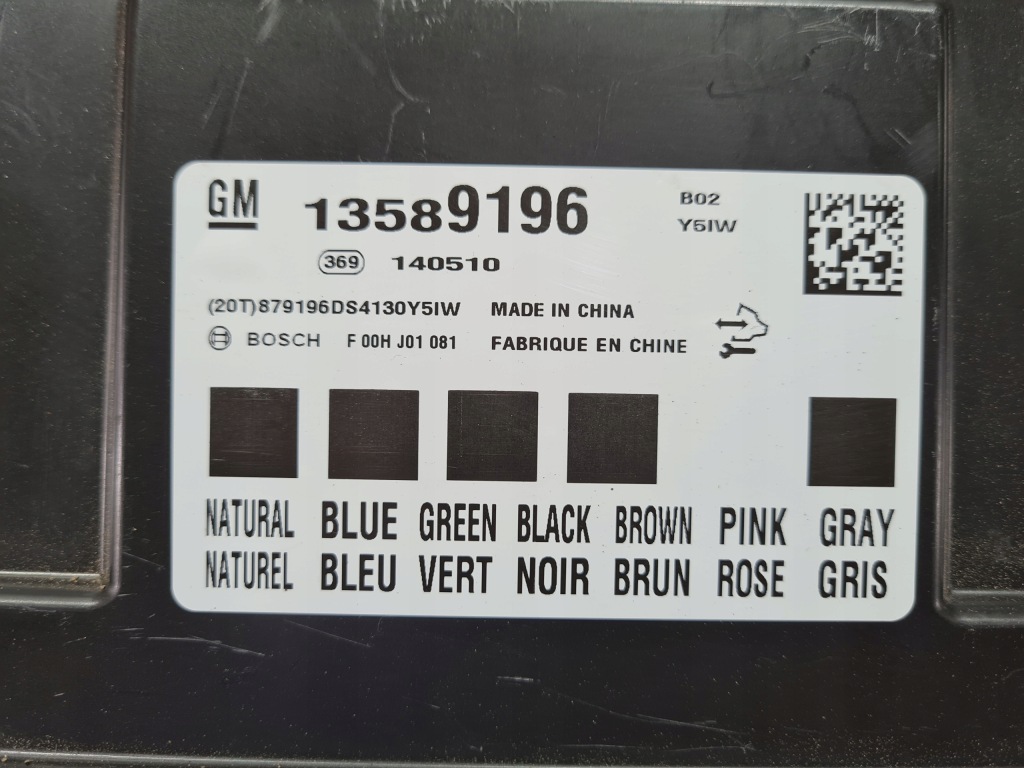 GM 13589196 B02
Y5IW
369 140510
(20T)879196DS4130Y5IW MADE IN CHINA
BOSCH F 00H J01 081 FABRIQUE EN CHINE
NATURAL BLUE GREEN BLACK BROWN PINK GRAY
NATUREL BLEU VERT NOIR BRUN ROSE GRIS